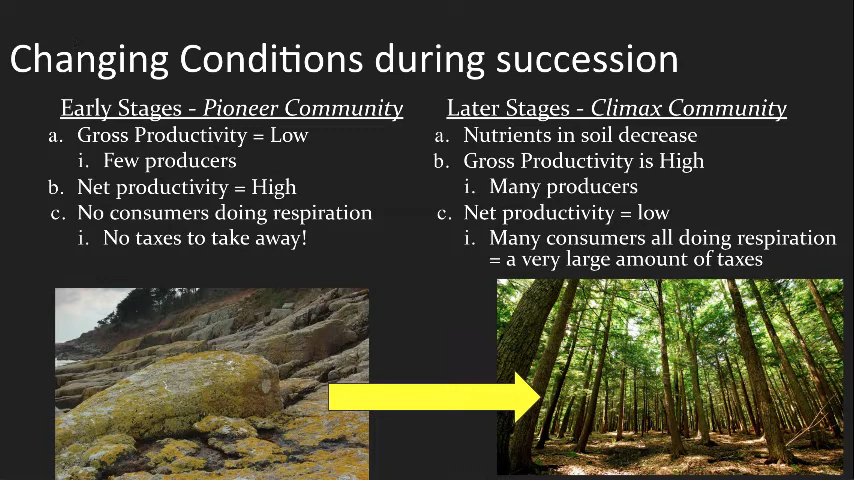 Changing Conditions during succession
Early Stages - Pioneer Community
a. Gross Productivity = Low
i. Few producers
b. Net productivity = High
c. No consumers doing respiration
i. No taxes to take away!
Later Stages - Climax Community
a. Nutrients in soil decrease
b. Gross Productivity is High
i. Many producers
c. Net productivity = low
i. Many consumers all doing respiration
= a very large amount of taxes